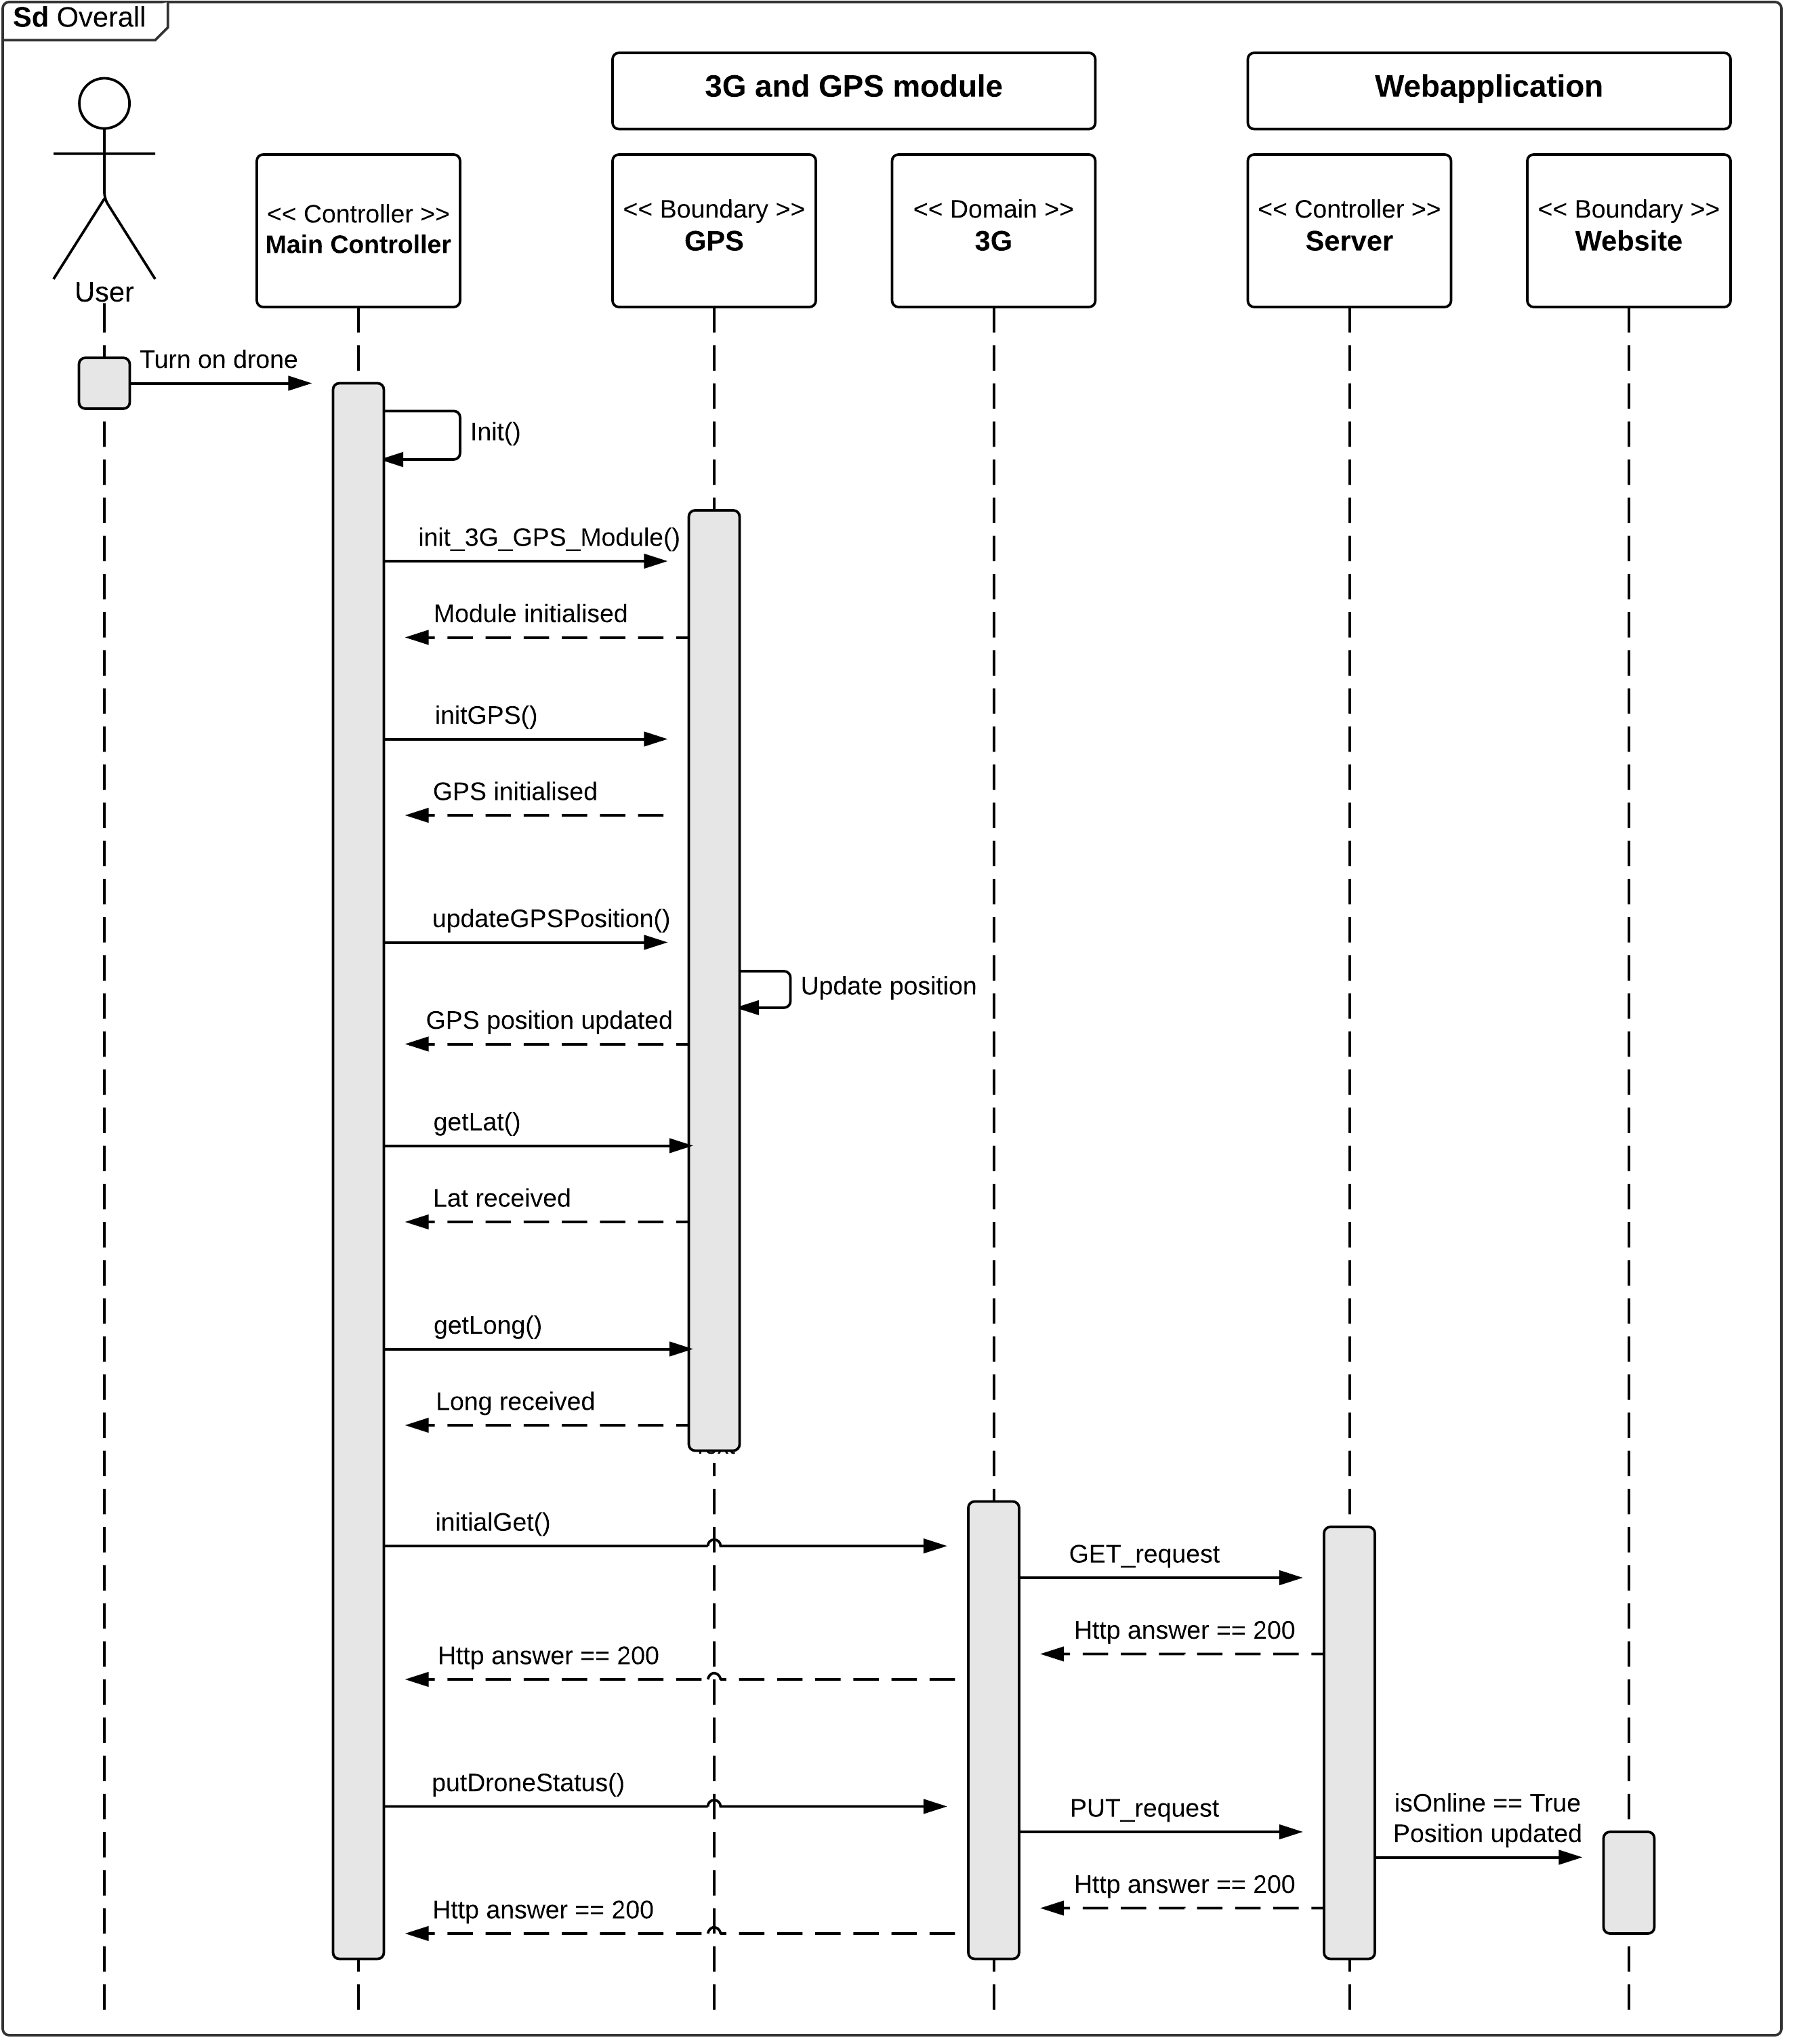 Sd Overall
3G and GPS module
Webapplication
<< Controller >>
Main Controller
<< Boundary >>
GPS
<< Domain >>
3G
<< Controller >>
Server
<< Boundary >>
Website
User
Turn on drone
Init()
init_3G_GPS_Module()
Module initialised
initGPS()
GPS initialised
updateGPSPosition()
Update position
GPS position updated
getLat()
Lat received
getLong()
Long received
initialGet()
GET_request
Http answer == 200
Http answer == 200
putDroneStatus()
PUT_request
isOnline == True
Position updated
Http answer == 200
Http answer == 200